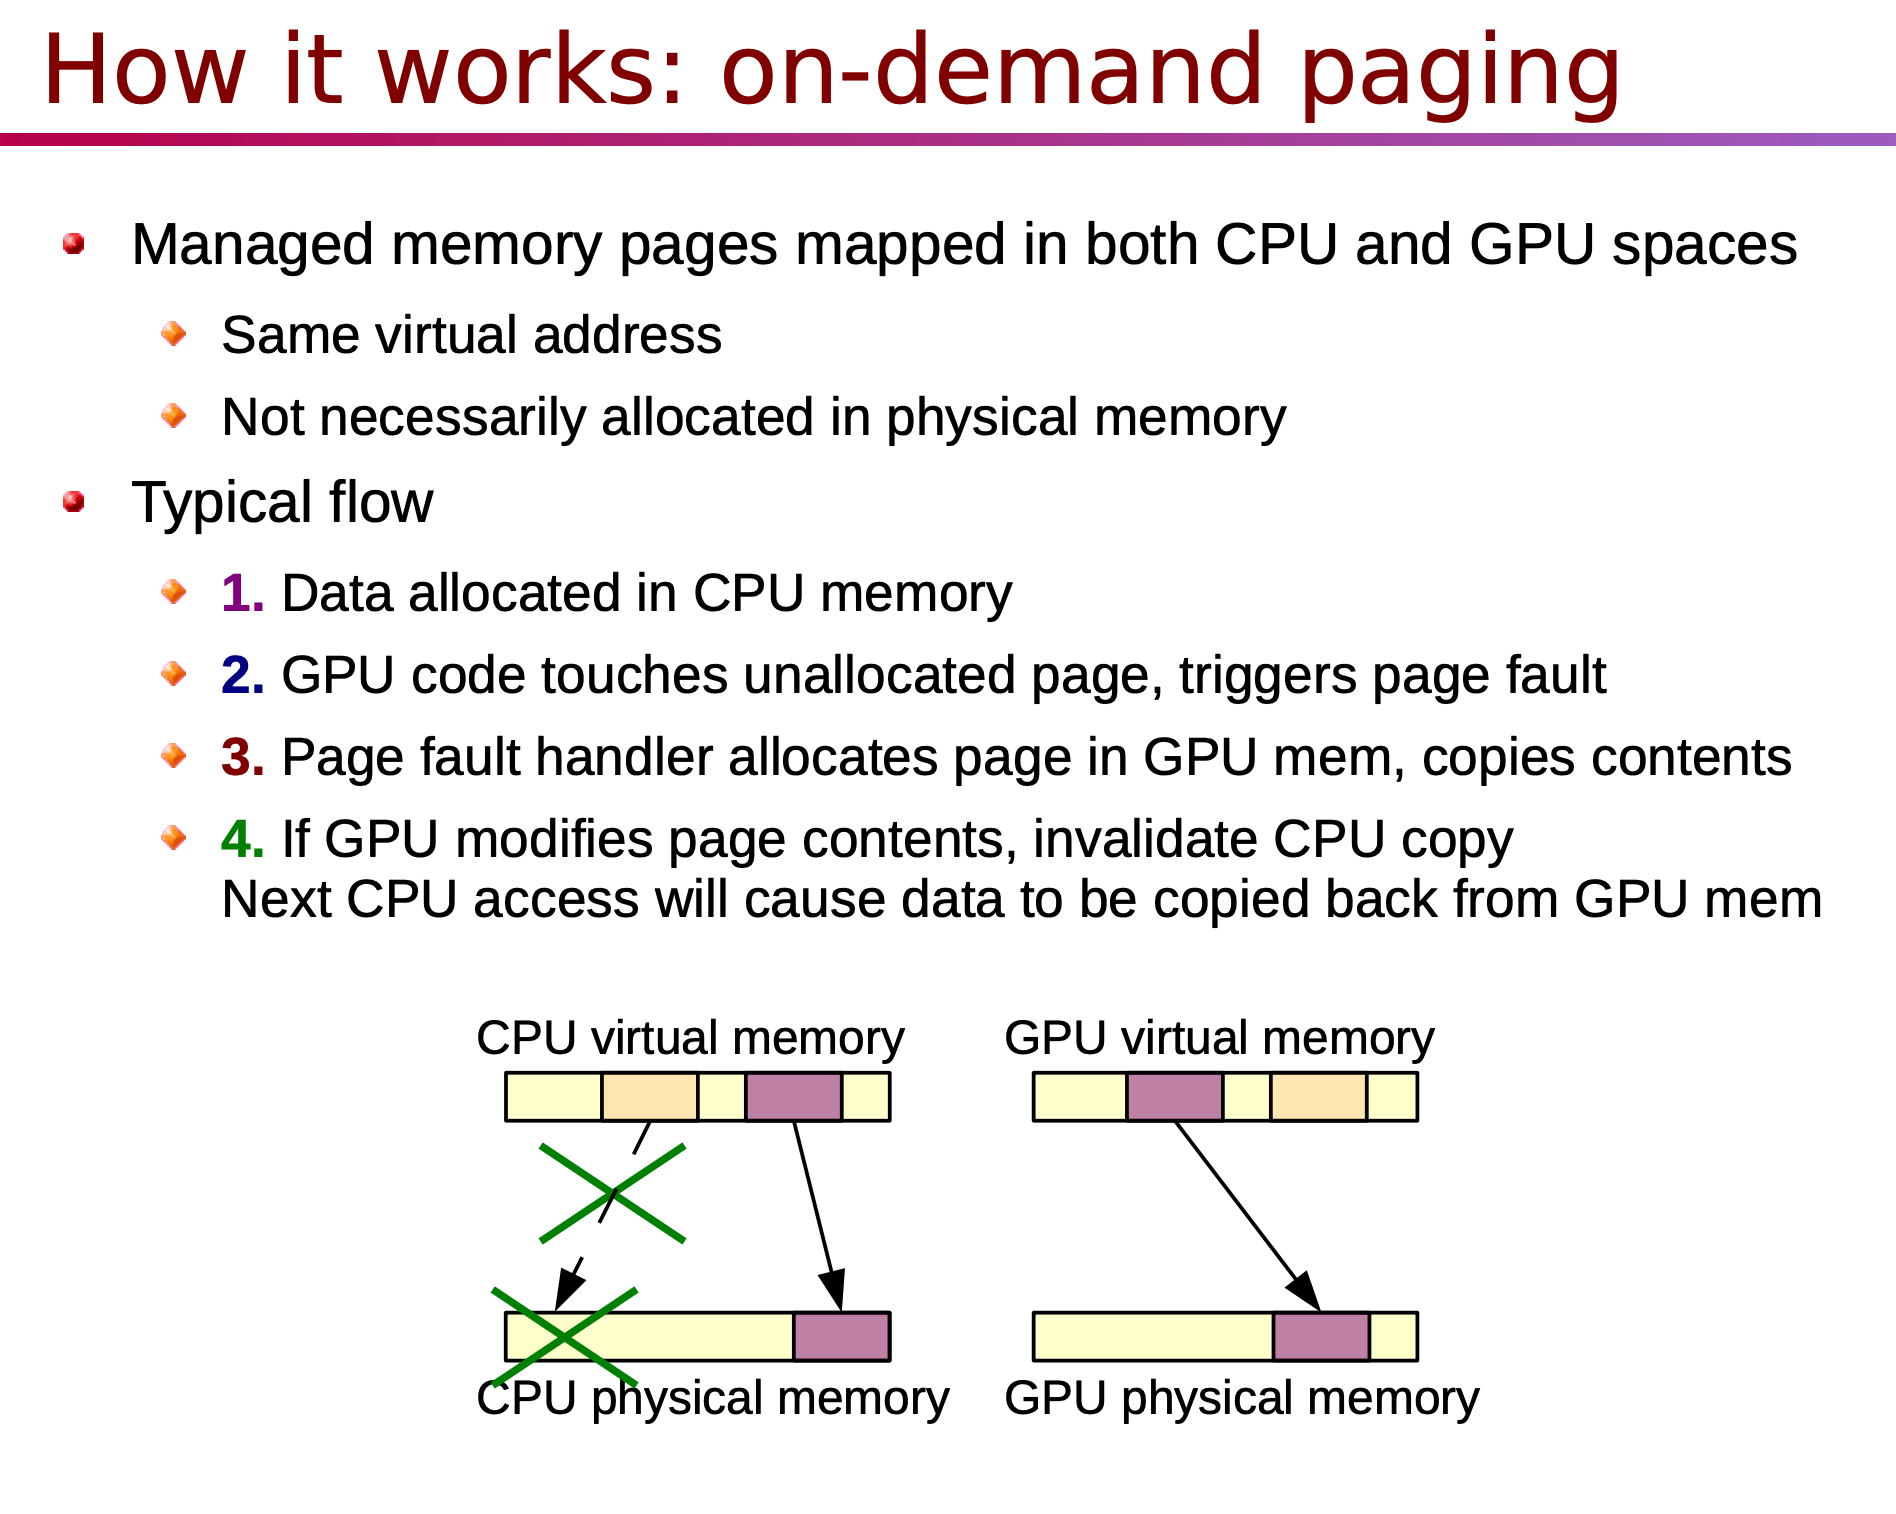 How it works: on-demand paging
Managed memory pages mapped in both CPU and GPU spaces
Same virtual address
Not necessarily allocated in physical memory
Typical flow
1. Data allocated in CPU memory
2. GPU code touches unallocated page, triggers page fault
3. Page fault handler allocates page in GPU mem, copies contents
4. If GPU modifies page contents, invalidate CPU copy
Next CPU access will cause data to be copied back from GPU mem
CPU virtual memory
GPU virtual memory
CPU physical memory
GPU physical memory